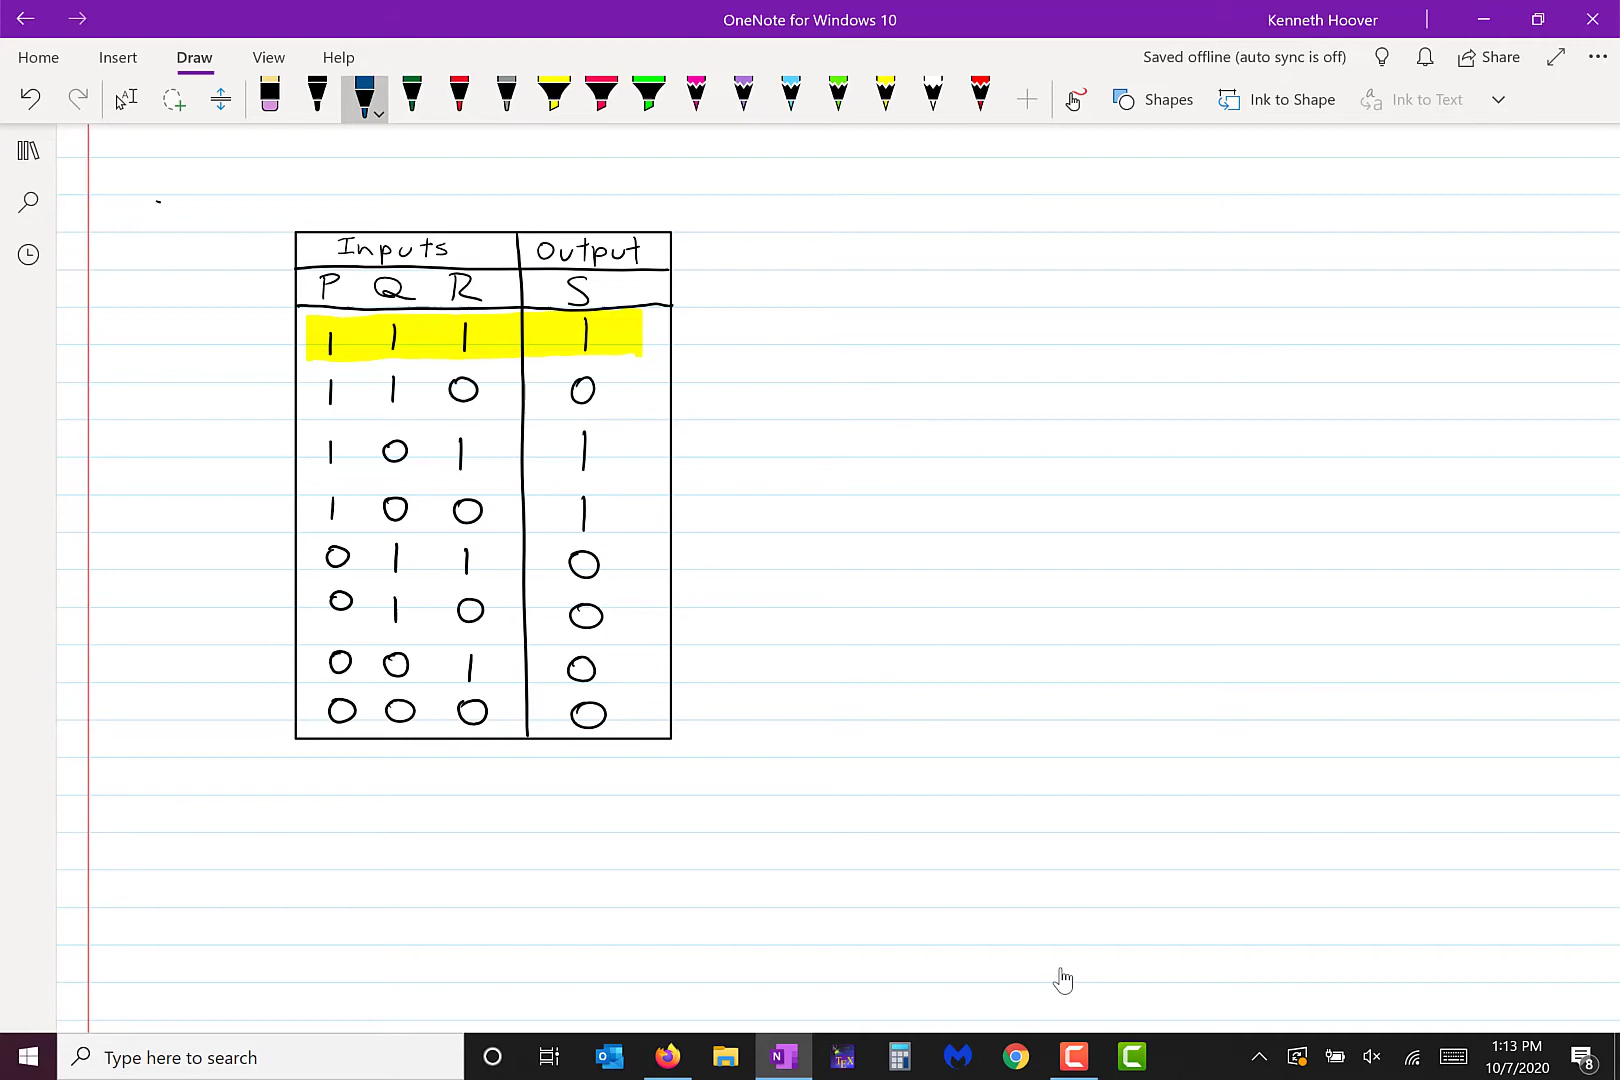 OneNote for Windows 10
Kenneth Hoover
Home Insert Draw View Help
Saved offline (auto sync is off)
Share
Shapes
Ink to Shape
Ink to Text
Inputs Output
P Q R S
1 1 1 1
1 1 0 0
1 0 1 1
1 0 0 1
0 1 1 0
0 1 0 0
0 0 1 0
0 0 0 0
Type here to search
1:13 PM
10/7/2020
8